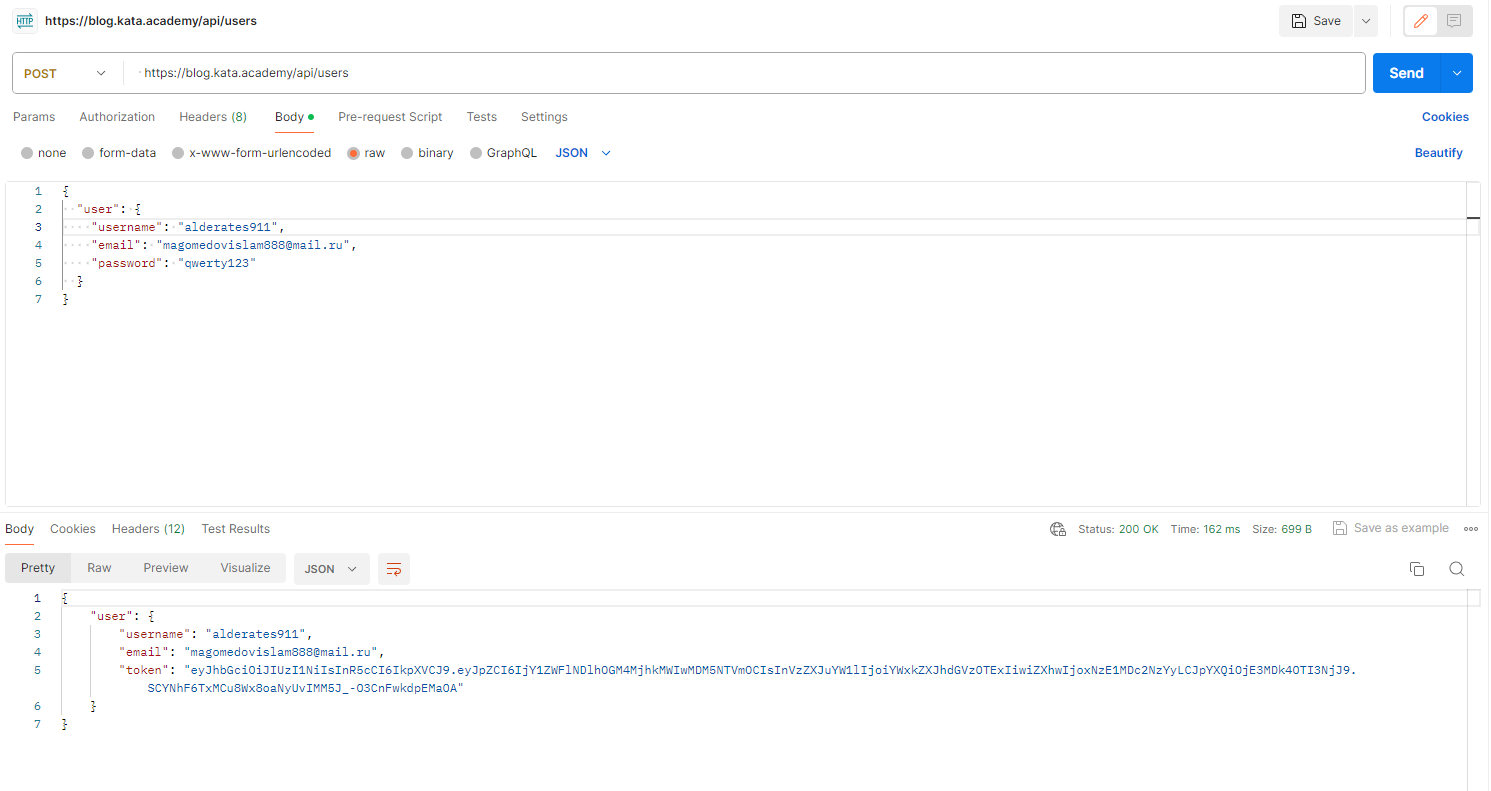 HTTP https://blog.kata.academy/api/users Save
POST https://blog.kata.academy/api/users Send
Params Authorization Headers (8) Body Pre-request Script Tests Settings Cookies
none form-data x-www-form-urlencoded raw binary GraphQL JSON Beautify
1 {
2 "user": {
3 "username": "alderates911",
4 "email": "magomedovislam888@mail.ru",
5 "password": "qwerty123"
6 }
7 }
Body Cookies Headers (12) Test Results Status: 200 OK Time: 162 ms Size: 699 B Save as example
Pretty Raw Preview Visualize JSON
1 {
2 "user": {
3 "username": "alderates911",
4 "email": "magomedovislam888@mail.ru",
5 "token": "eyJhbGciOiJIUzI1NiIsInR5cCI6IkpXVCJ9.eyJpZCI6IjY1ZWFlNDlhOGM4MjhkMWIwMDM5NTVmOCIsInVzZXJuYW1lIjoiYWxkZXJhdGVzOTExIiwiZXhwIjoxNzE1MDc2NzYyLCJpYXQiOjE3MDk4OTI3NjJ9.
SCYNhF6TxMCu8Wx8oaNyUvIMM5J_-O3CnFwkdpEMaOA"
6 }
7 }